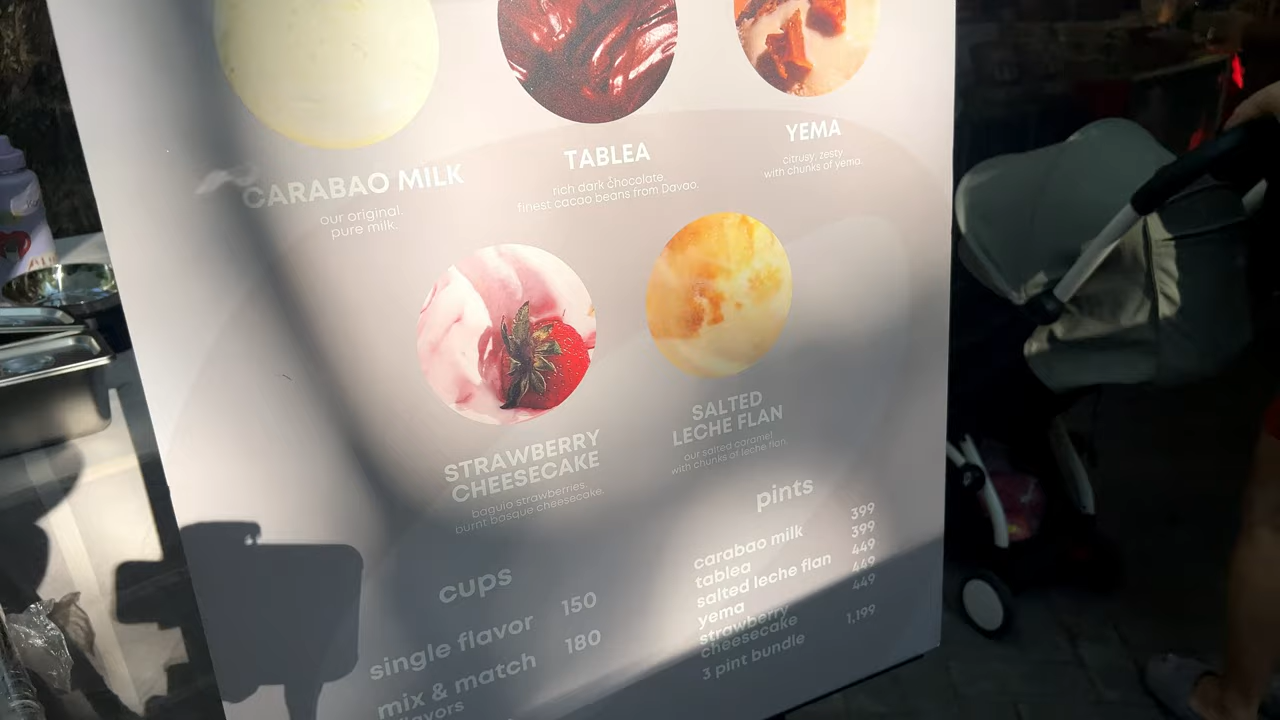 CARABAO MILK
our original.
pure milk.
TABLEA
rich dark chocolate.
finest cacao beans from Davao.
YEMA
citrusy, zesty
with chunks of yema.
STRAWBERRY
CHEESECAKE
baguio strawberries.
burnt basque cheesecake.
SALTED
LECHE FLAN
our salted caramel
with chunks of leche flan.
cups
single flavor 150
mix & match 180
flavors
pints
carabao milk 399
tablea 399
salted leche flan 449
yema 449
strawberry 449
cheesecake
3 pint bundle 1,199